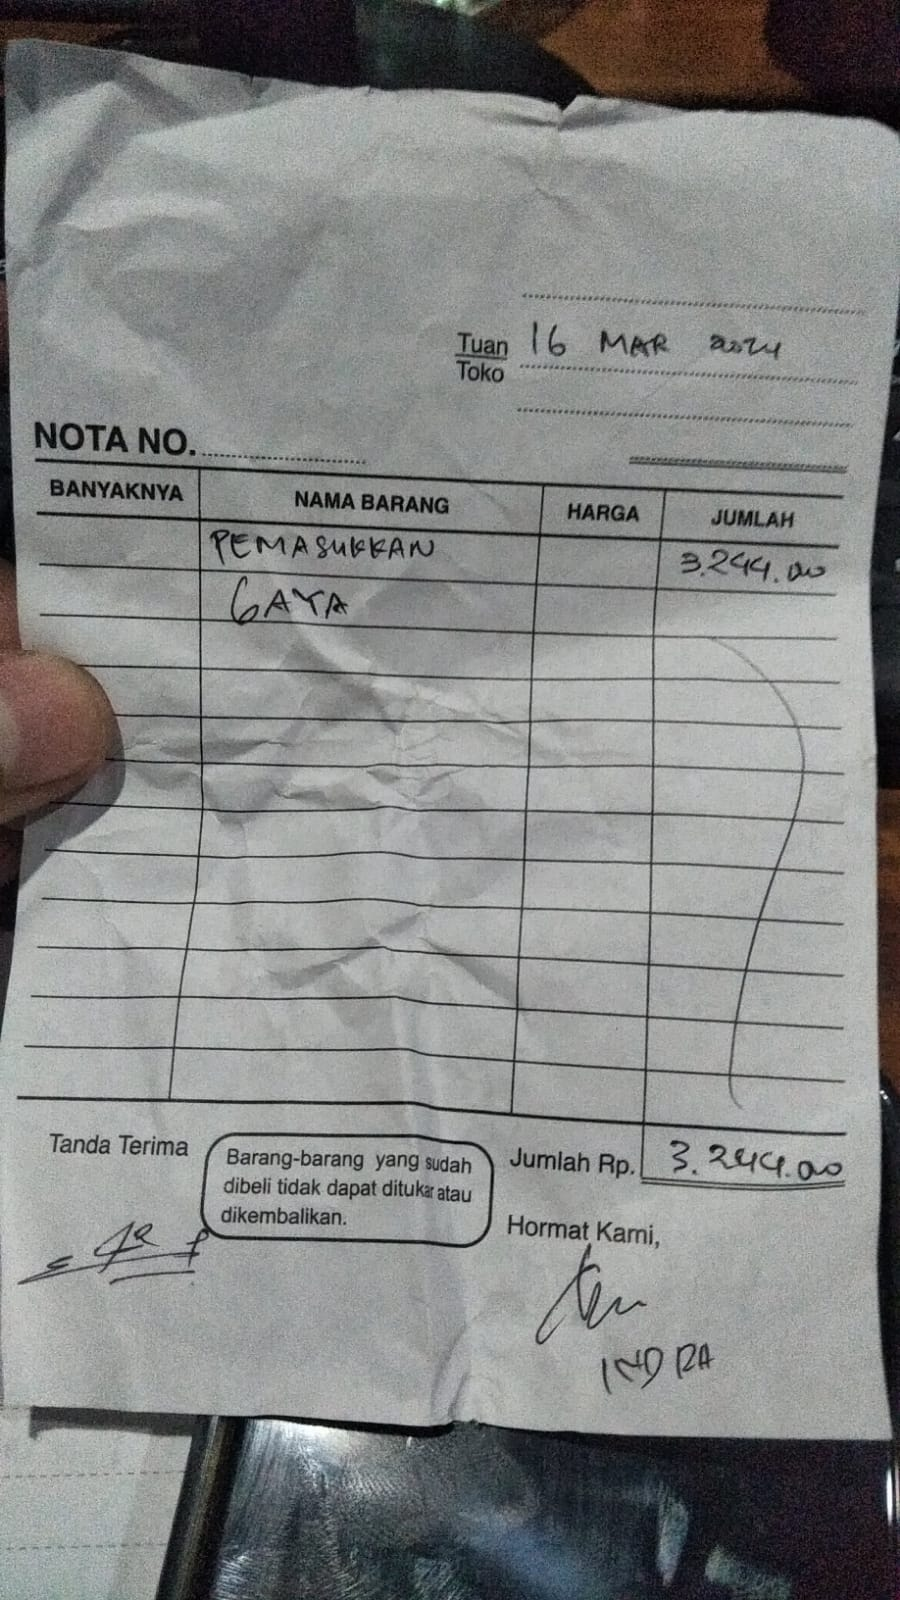 Tuan 16 MAR 2024
Toko
NOTA NO.
BANYAKNYA NAMA BARANG HARGA JUMLAH
PEMASUKKAN 3.244.00
GAYA
Tanda Terima
Barang-barang yang sudah
dibeli tidak dapat ditukar atau
dikembalikan.
Jumlah Rp. 3.244.00
Hormat Kami,
INDRA